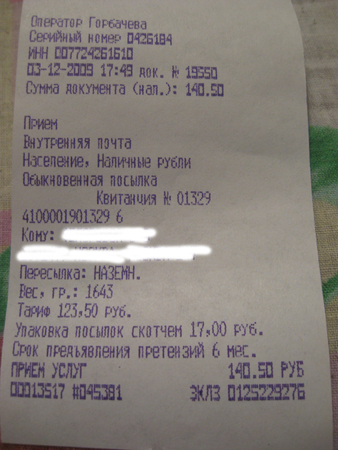 Оператор Горбачева
Серийный номер 0426184
ИНН 007724261610
03-12-2009 17:49 док. № 19350
Сумма документа (нал.): 140.50
Прием
Внутренняя почта
Население, Наличные рубли
Обыкновенная посылка
Квитанция № 01329
4100001901329 6
Кому:
Пересылка: НАЗЕМН.
Вес, гр.: 1643
Тариф 123,50 руб.
Упаковка посылок скотчем 17,00 руб.
Срок предъявления претензий 6 мес.
ПРИЕМ УСЛУГ 140.50 РУБ
00013517 #045381 ЭКЛЗ 0125229276